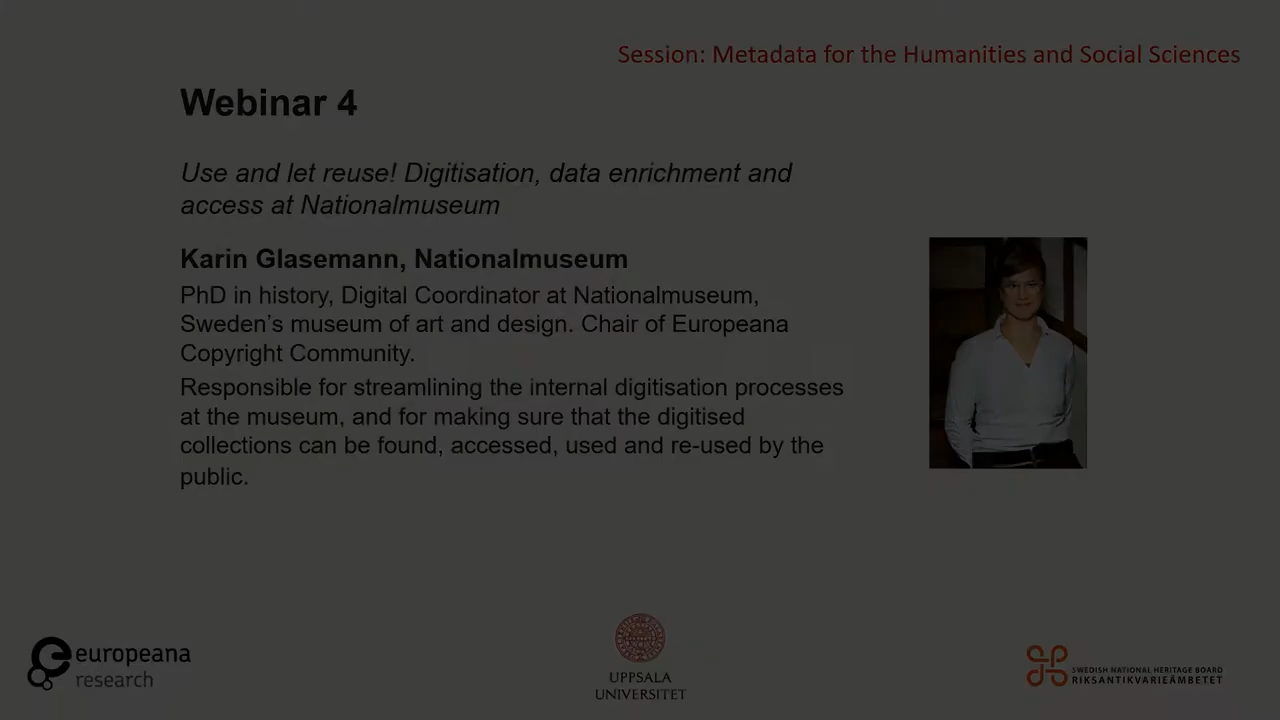 Session: Metadata for the Humanities and Social Sciences
Webinar 4
Use and let reuse! Digitisation, data enrichment and
access at Nationalmuseum
Karin Glasemann, Nationalmuseum
PhD in history, Digital Coordinator at Nationalmuseum,
Sweden's museum of art and design. Chair of Europeana
Copyright Community.
Responsible for streamlining the internal digitisation processes
at the museum, and for making sure that the digitised
collections can be found, accessed, used and re-used by the
public.
europeana
research
UPPSALA
UNIVERSITET
SWEDISH NATIONAL HERITAGE BOARD
RIKSANTIKVARIEÄMBETET